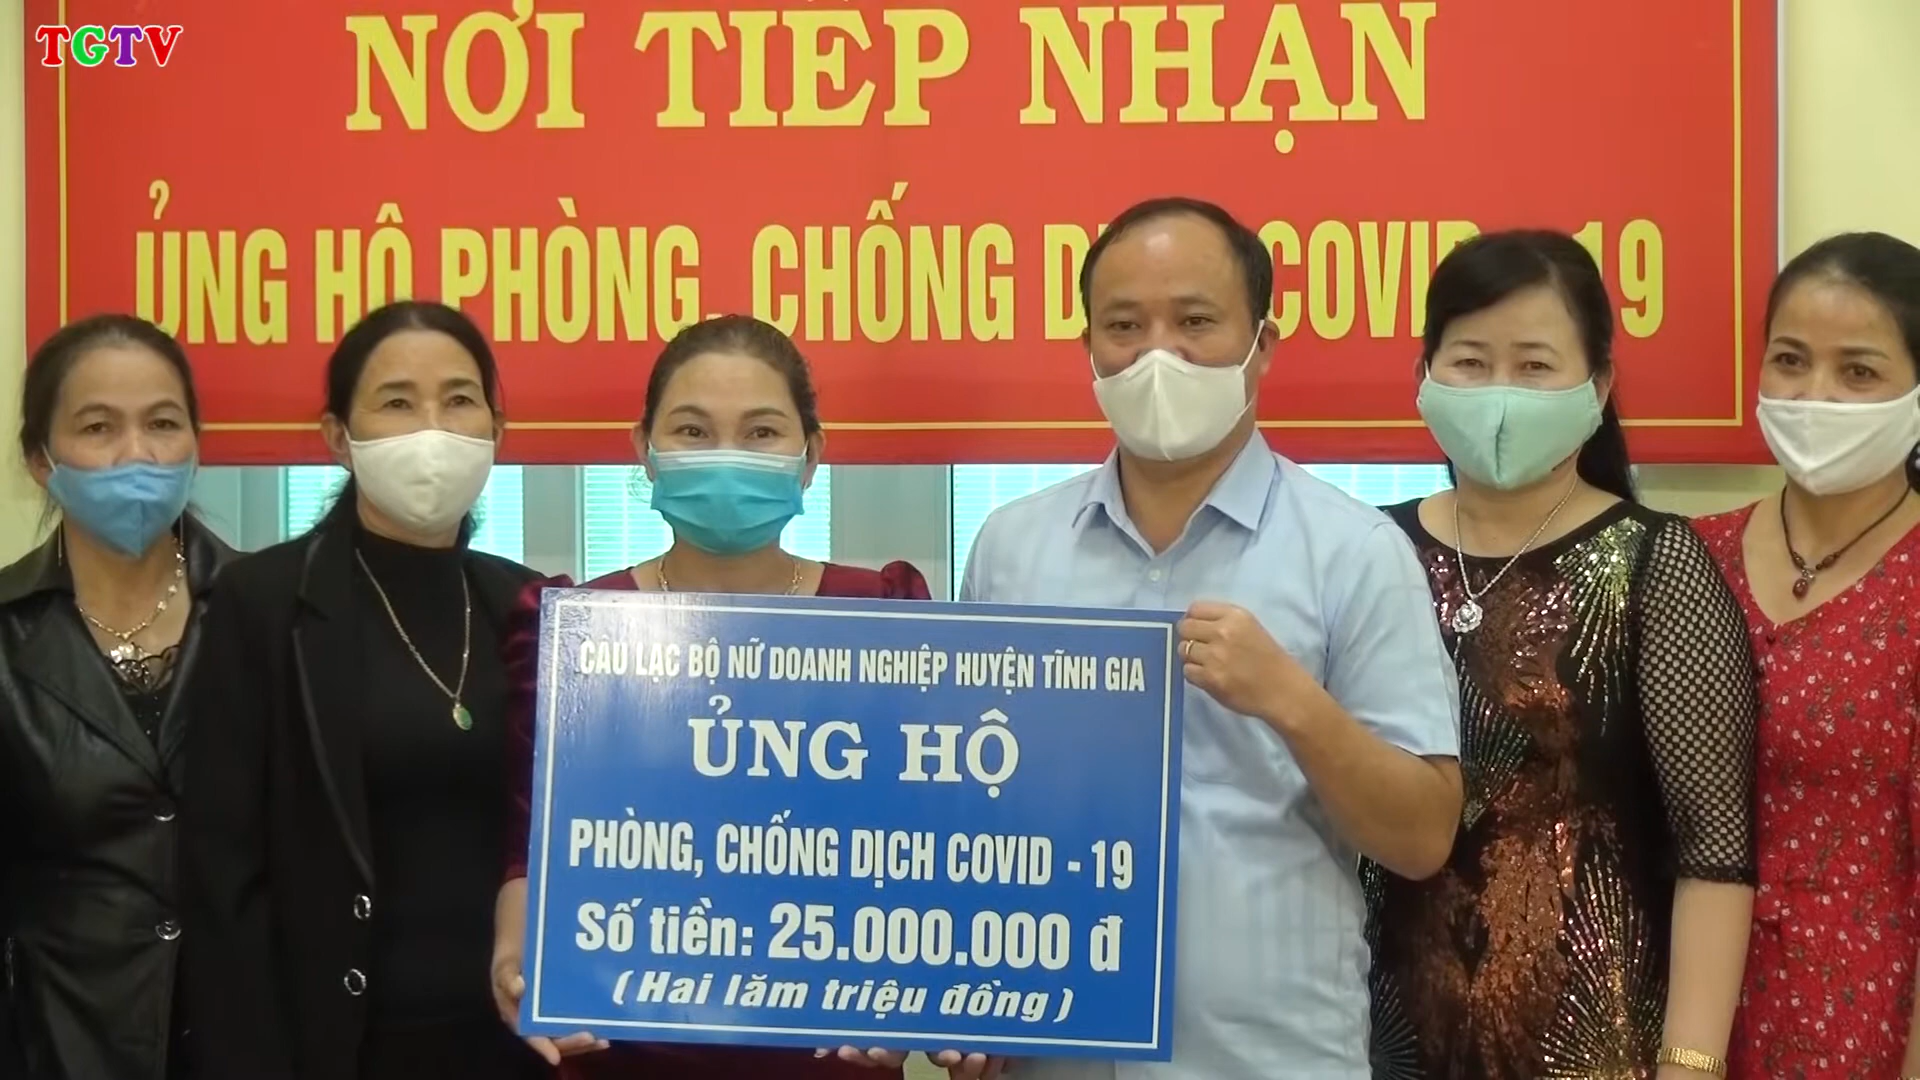 TGTV
NƠI TIẾP NHẬN
ỦNG HỘ PHÒNG, CHỐNG COVID - 19
CÂU LẠC BỘ NỮ DOANH NGHIỆP HUYỆN TĨNH GIA
ỦNG HỘ
PHÒNG, CHỐNG DỊCH COVID - 19
Số tiền: 25.000.000 đ
(Hai lăm triệu đồng)